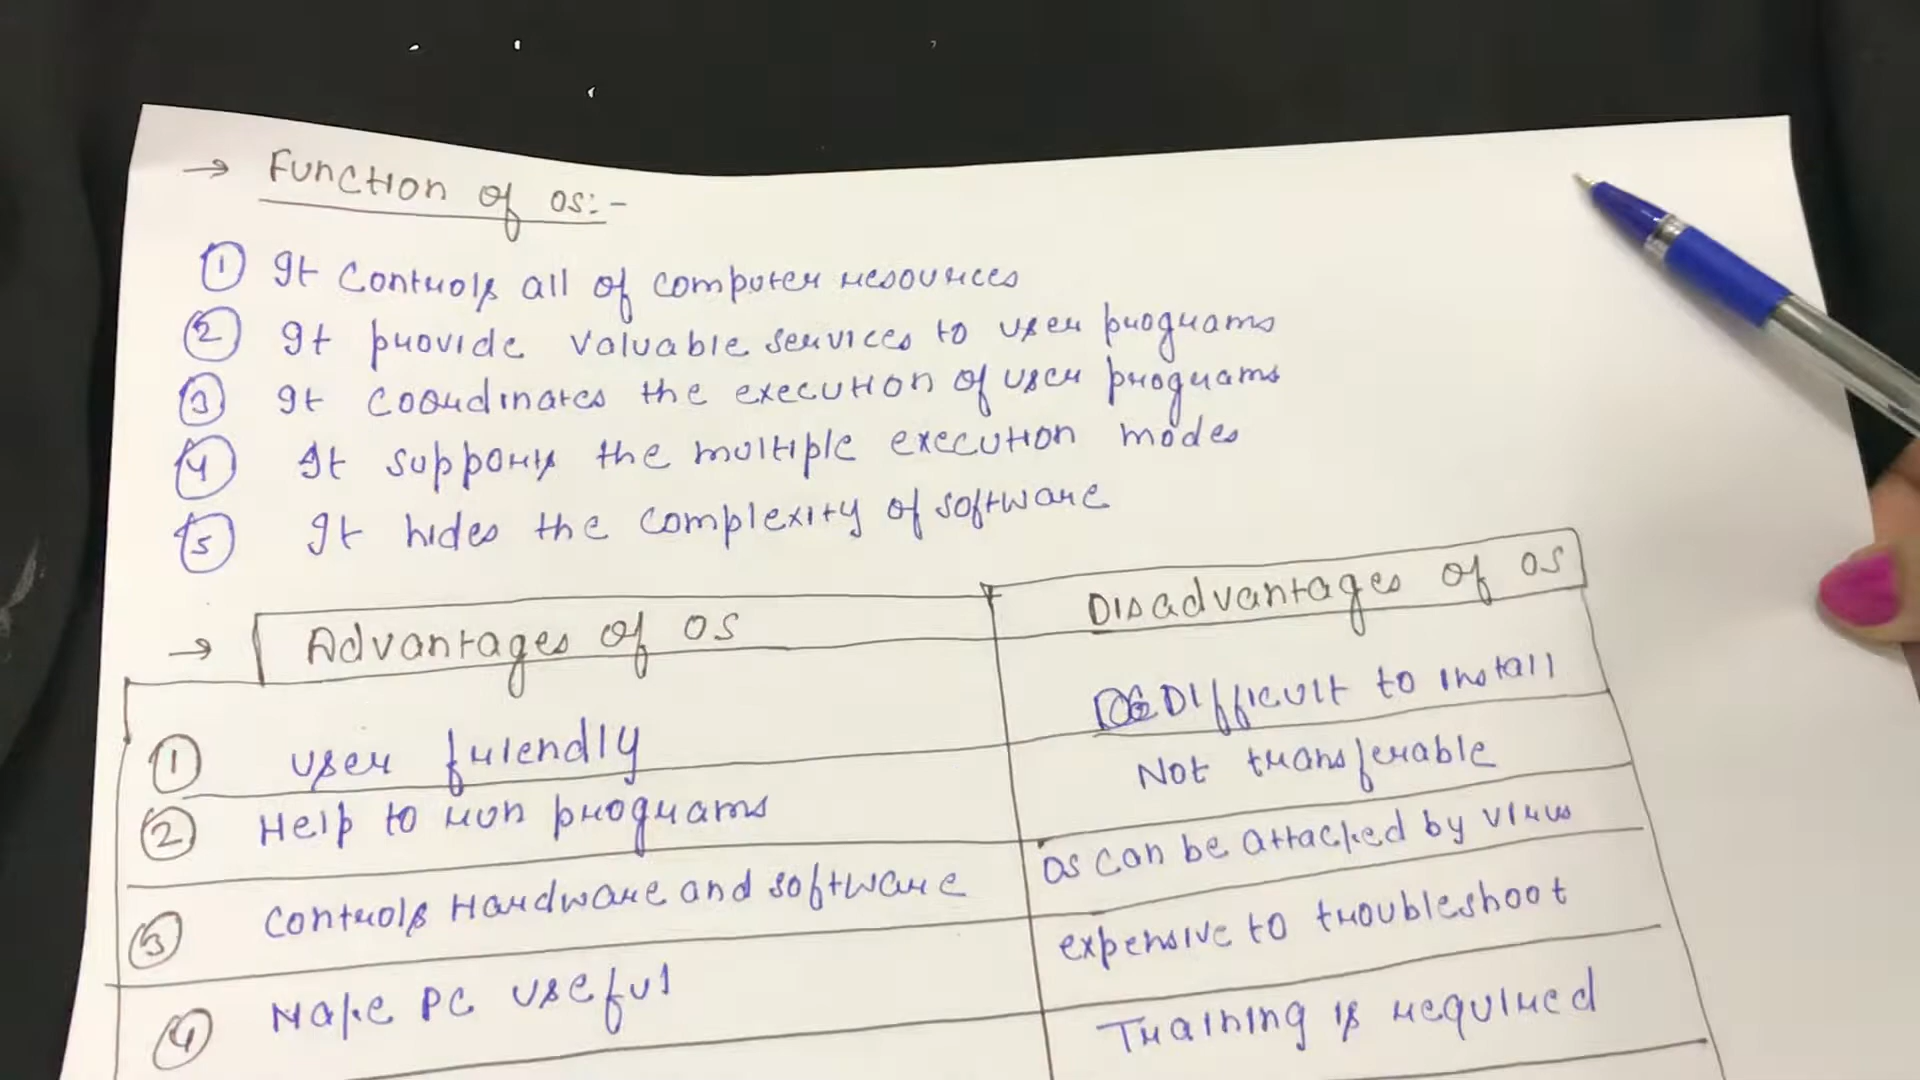 → Function of OS:-
① It controls all of computer resources
② It provide valuable services to user programs
③ It coordinates the execution of user programs
④ It supports the multiple execution modes
⑤ It hides the complexity of software
→ Advantages of OS
Disadvantages of OS
① user friendly
Difficult to install
② Help to run programs
Not transferable
③ controls Hardware and software
OS can be attacked by virus
④ Make PC useful
expensive to troubleshoot
Training is required